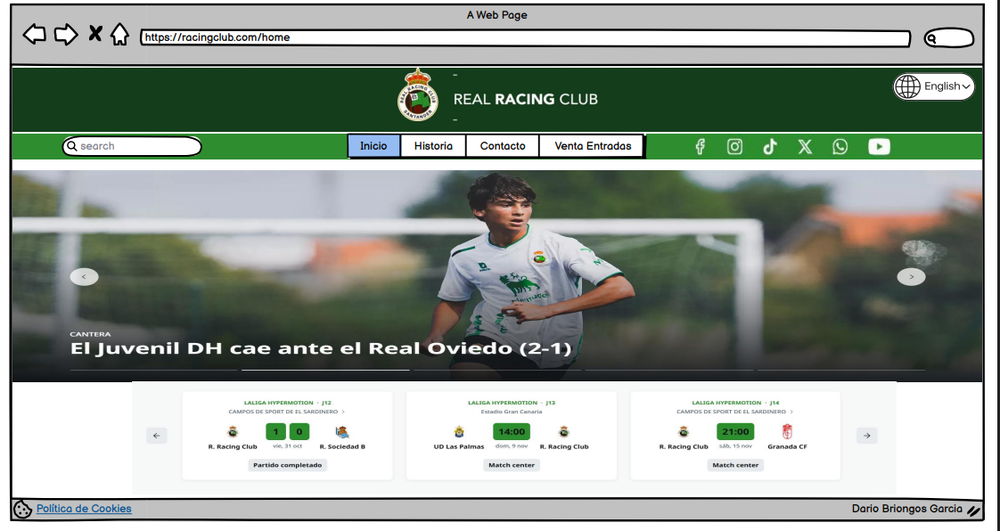 A Web Page
https://racingclub.com/home
REAL RACING CLUB
SANTANDER
REAL RACING CLUB
English
search
Inicio
Historia
Contacto
Venta Entradas
CANTERA
El Juvenil DH cae ante el Real Oviedo (2-1)
LALIGA HYPERMOTION · J12
CAMPOS DE SPORT DE EL SARDINERO >
1 0
R. Racing Club vie, 31 oct R. Sociedad B
Partido completado
LALIGA HYPERMOTION · J13
Estadio Gran Canaria
14:00
UD Las Palmas dom, 9 nov R. Racing Club
Match center
LALIGA HYPERMOTION · J14
CAMPOS DE SPORT DE EL SARDINERO >
21:00
R. Racing Club sáb, 15 nov Granada CF
Match center
Política de Cookies
Dario Briongos Garcia